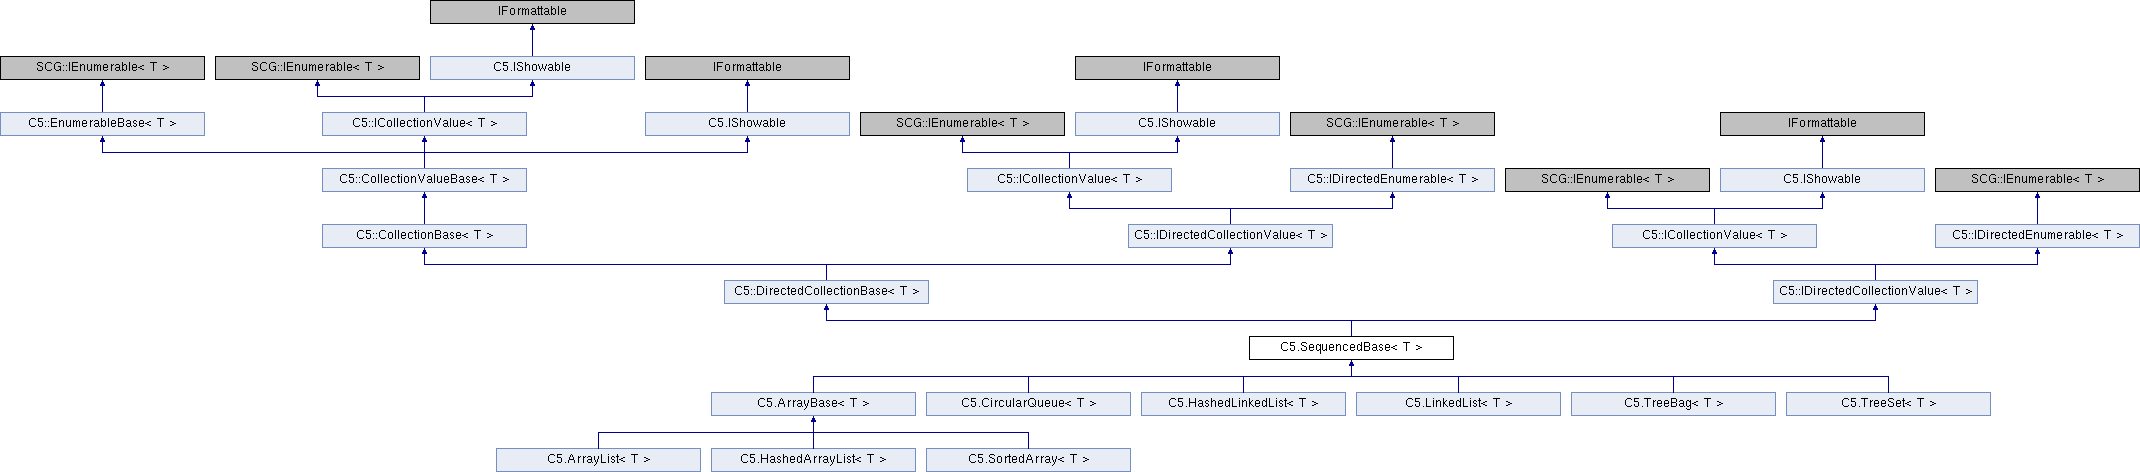 IFormattable
SCG::IEnumerable< T >
SCG::IEnumerable< T >
C5.IShowable
IFormattable
IFormattable
C5::EnumerableBase< T >
C5::ICollectionValue< T >
C5.IShowable
SCG::IEnumerable< T >
C5.IShowable
SCG::IEnumerable< T >
IFormattable
C5::CollectionValueBase< T >
C5::ICollectionValue< T >
C5::IDirectedEnumerable< T >
SCG::IEnumerable< T >
C5.IShowable
SCG::IEnumerable< T >
C5::CollectionBase< T >
C5::IDirectedCollectionValue< T >
C5::ICollectionValue< T >
C5::IDirectedEnumerable< T >
C5::DirectedCollectionBase< T >
C5::IDirectedCollectionValue< T >
C5.SequencedBase< T >
C5.ArrayBase< T >
C5.CircularQueue< T >
C5.HashedLinkedList< T >
C5.LinkedList< T >
C5.TreeBag< T >
C5.TreeSet< T >
C5.ArrayList< T >
C5.HashedArrayList< T >
C5.SortedArray< T >